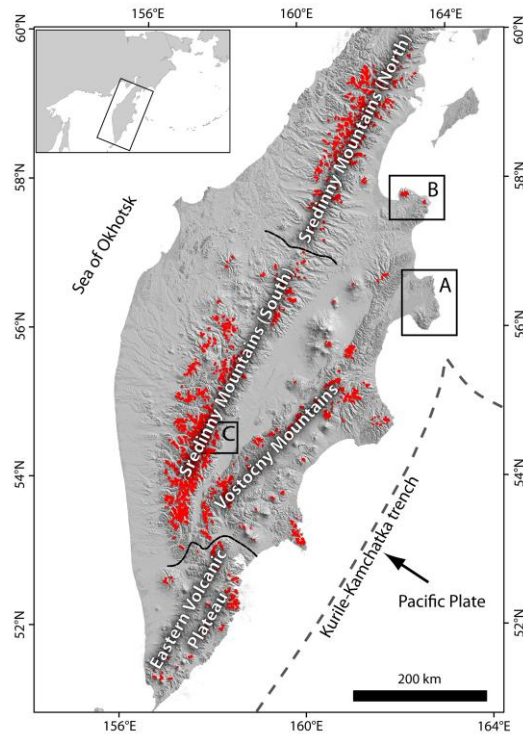 156°E
160°E
164°E
60°N
60°N
58°N
58°N
56°N
56°N
54°N
54°N
52°N
52°N
156°E
160°E
164°E
Sea of Okhotsk
Sredinny Mountains (North)
B
A
Sredinny Mountains (South)
C
Vostocny Mountains
Eastern Volcanic
Plateau
Kurile-Kamchatka trench
Pacific Plate
200 km